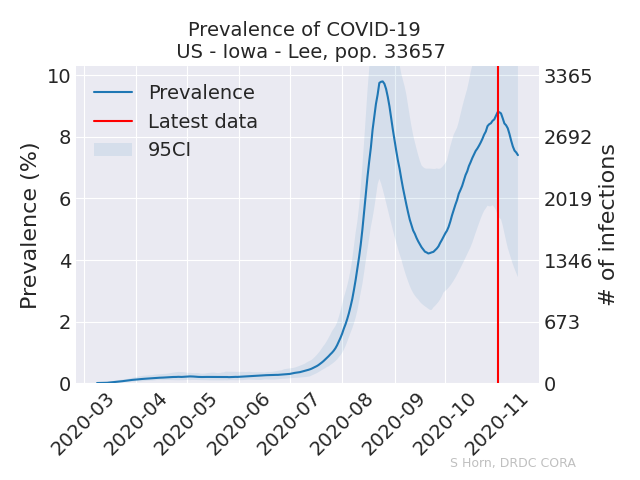 Prevalence of COVID-19
US - Iowa - Lee, pop. 33657
Prevalence
Latest data
95CI
Prevalence (%)
10
8
6
4
2
0
3365
2692
2019
1346
673
0
# of infections
2020-03
2020-04
2020-05
2020-06
2020-07
2020-08
2020-09
2020-10
2020-11
S Horn, DRDC CORA